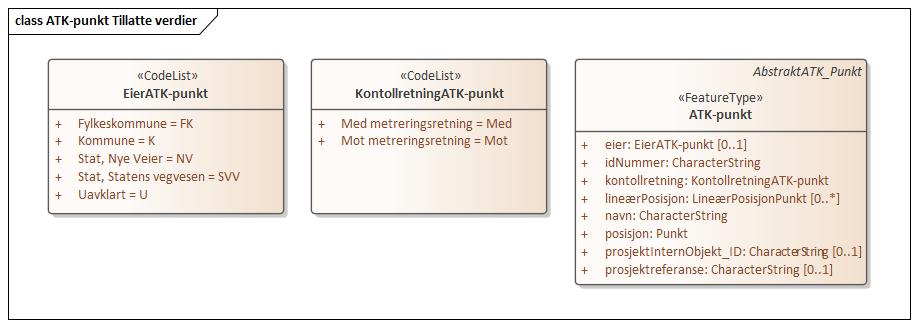 class ATK-punkt Tillatte verdier
«CodeList»
EierATK-punkt
+ Fylkeskommune = FK
+ Kommune = K
+ Stat, Nye Veier = NV
+ Stat, Statens vegvesen = SVV
+ Uavklart = U
«CodeList»
KontollretningATK-punkt
+ Med metreringsretning = Med
+ Mot metreringsretning = Mot
AbstraktATK_Punkt
«FeatureType»
ATK-punkt
+ eier: EierATK-punkt [0..1]
+ idNummer: CharacterString
+ kontollretning: KontollretningATK-punkt
+ lineærPosisjon: LineærPosisjonPunkt [0..*]
+ navn: CharacterString
+ posisjon: Punkt
+ prosjektInternObjekt_ID: CharacterString [0..1]
+ prosjektreferanse: CharacterString [0..1]